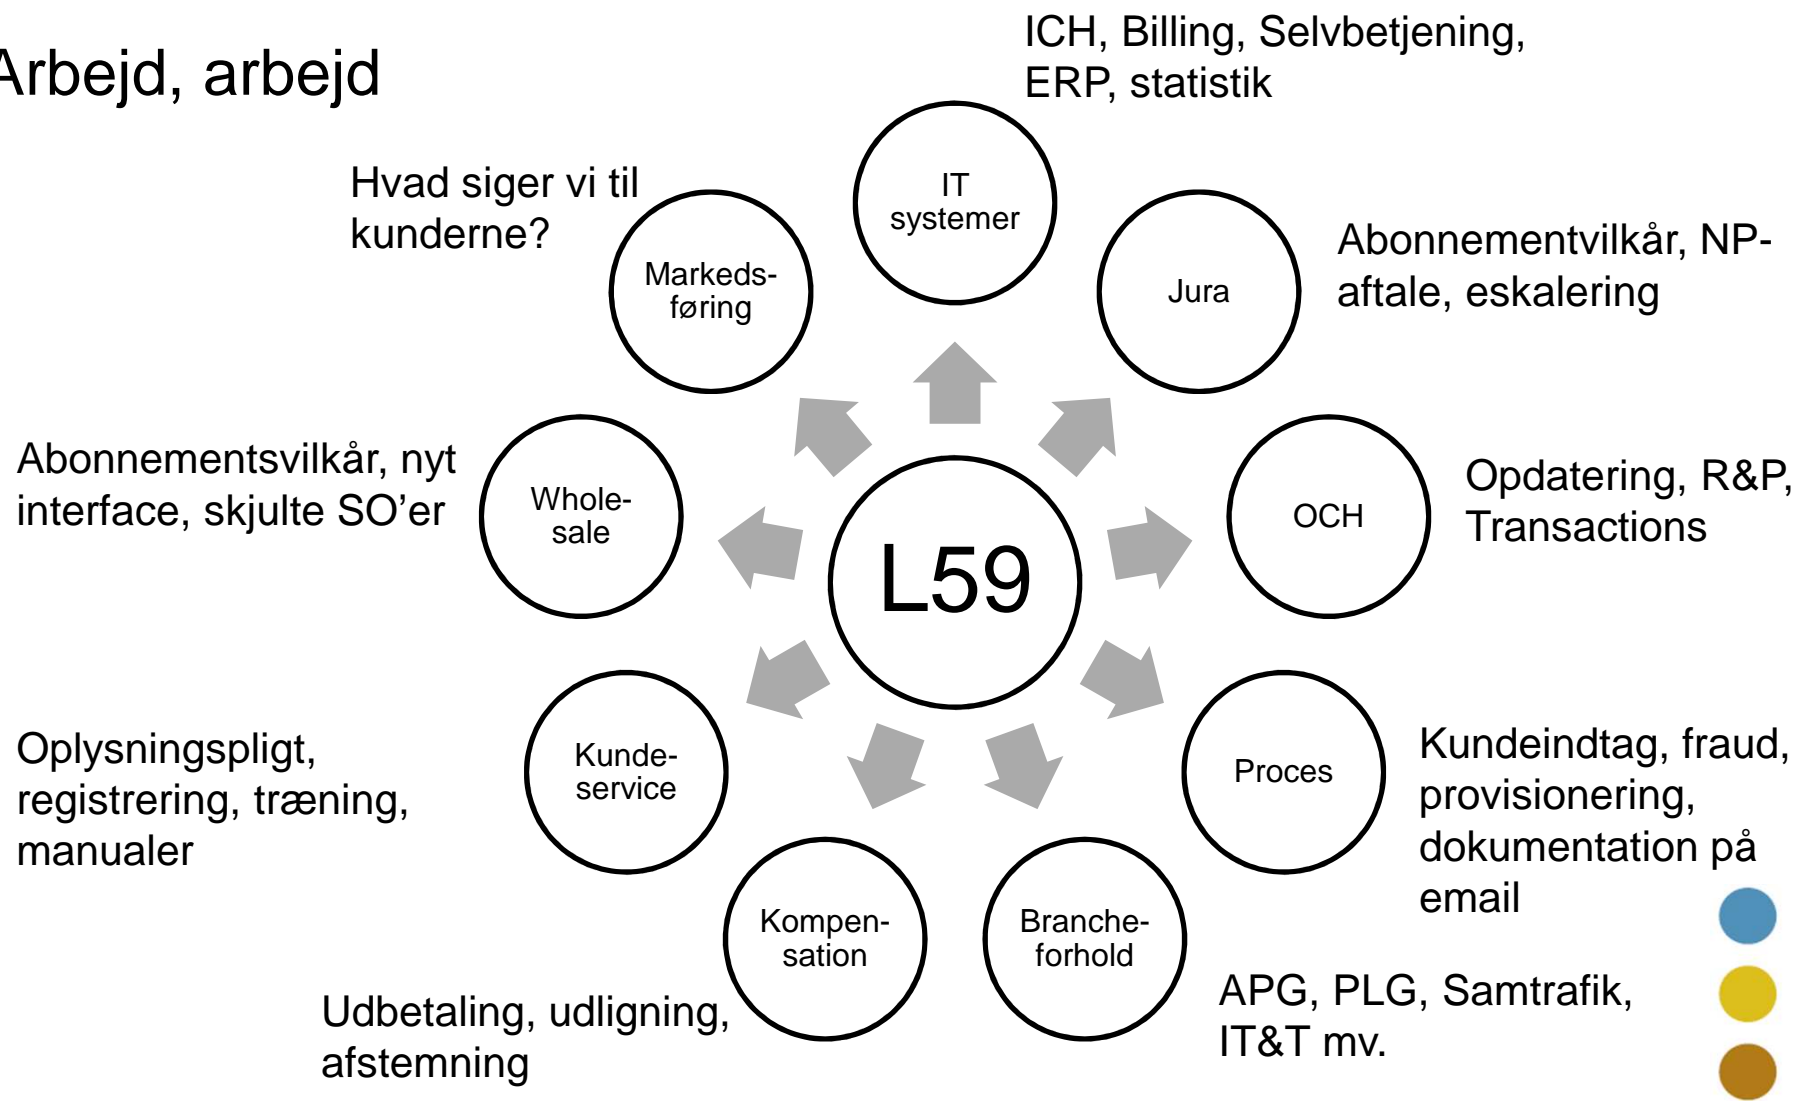 Arbejd, arbejd
ICH, Billing, Selvbetjening,
ERP, statistik
IT
systemer
Hvad siger vi til
kunderne?
Markeds-
føring
Jura
Abonnementvilkår, NP-
aftale, eskalering
Abonnementsvilkår, nyt
interface, skjulte SO’er
Whole-
sale
L59
OCH
Opdatering, R&P,
Transactions
Oplysningspligt,
registrering, træning,
manualer
Kunde-
service
Proces
Kundeindtag, fraud,
provisionering,
dokumentation på
email
Kompen-
sation
Udbetaling, udligning,
afstemning
Branche-
forhold
APG, PLG, Samtrafik,
IT&T mv.